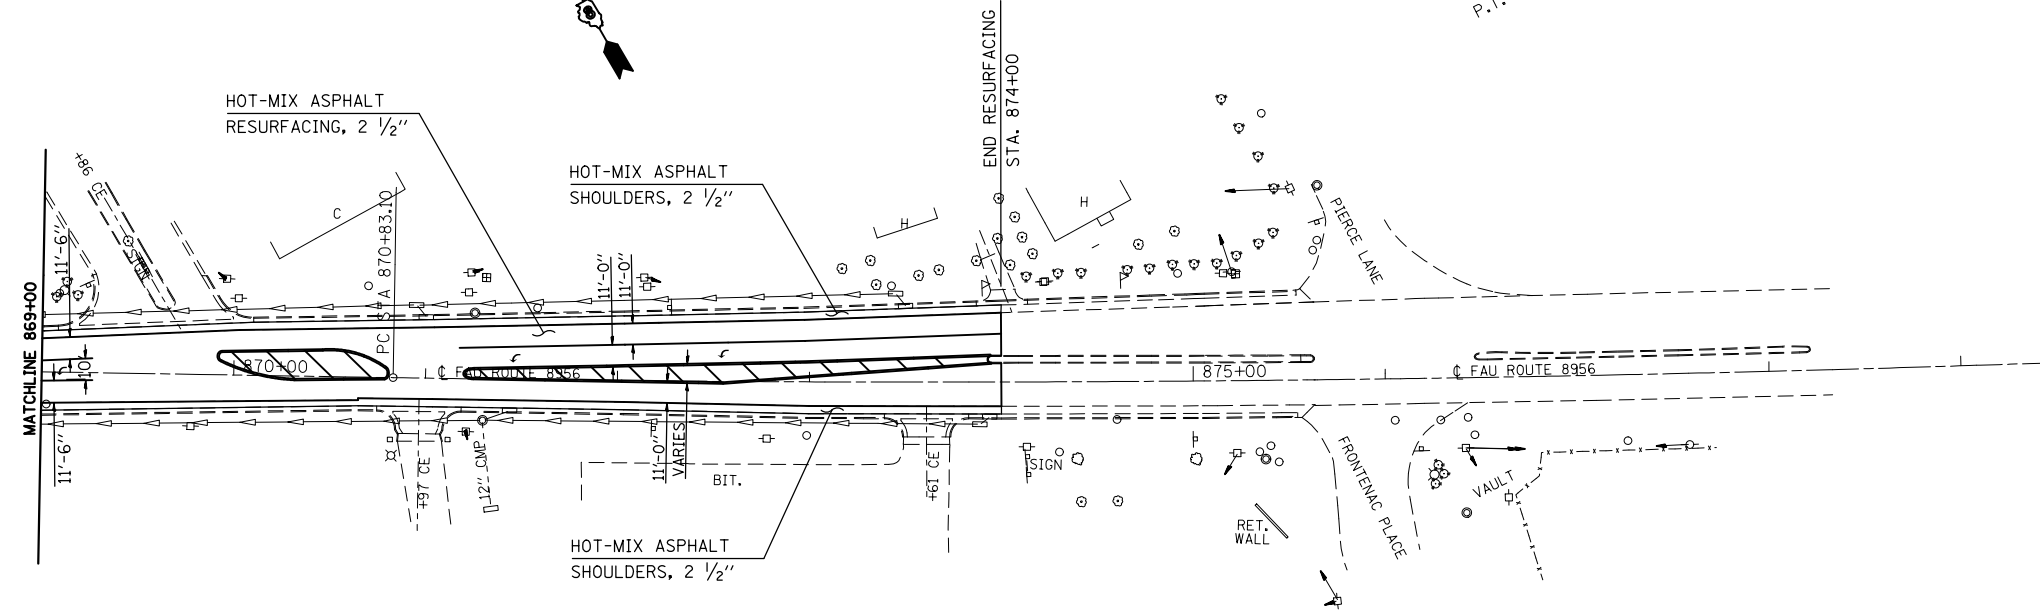 P.T.
END RESURFACING
STA. 874+00
HOT-MIX ASPHALT
RESURFACING, 2 ½"
HOT-MIX ASPHALT
SHOULDERS, 2 ½"
MATCHLINE 869+00
+86 CE
SIGN
P
11'-6"
10'
11'-6"
C
PC STA 870+83.10
H
H
P
PIERCE LANE
11'-0"
11'-0"
870+00
℄ FAU ROUTE 8956
875+00
℄ FAU ROUTE 8956
+97 CE
12" CMP
11'-0"
VARIES
BIT.
+61 CE
SIGN
RET.
WALL
FRONTENAC PLACE
VAULT
HOT-MIX ASPHALT
SHOULDERS, 2 ½"